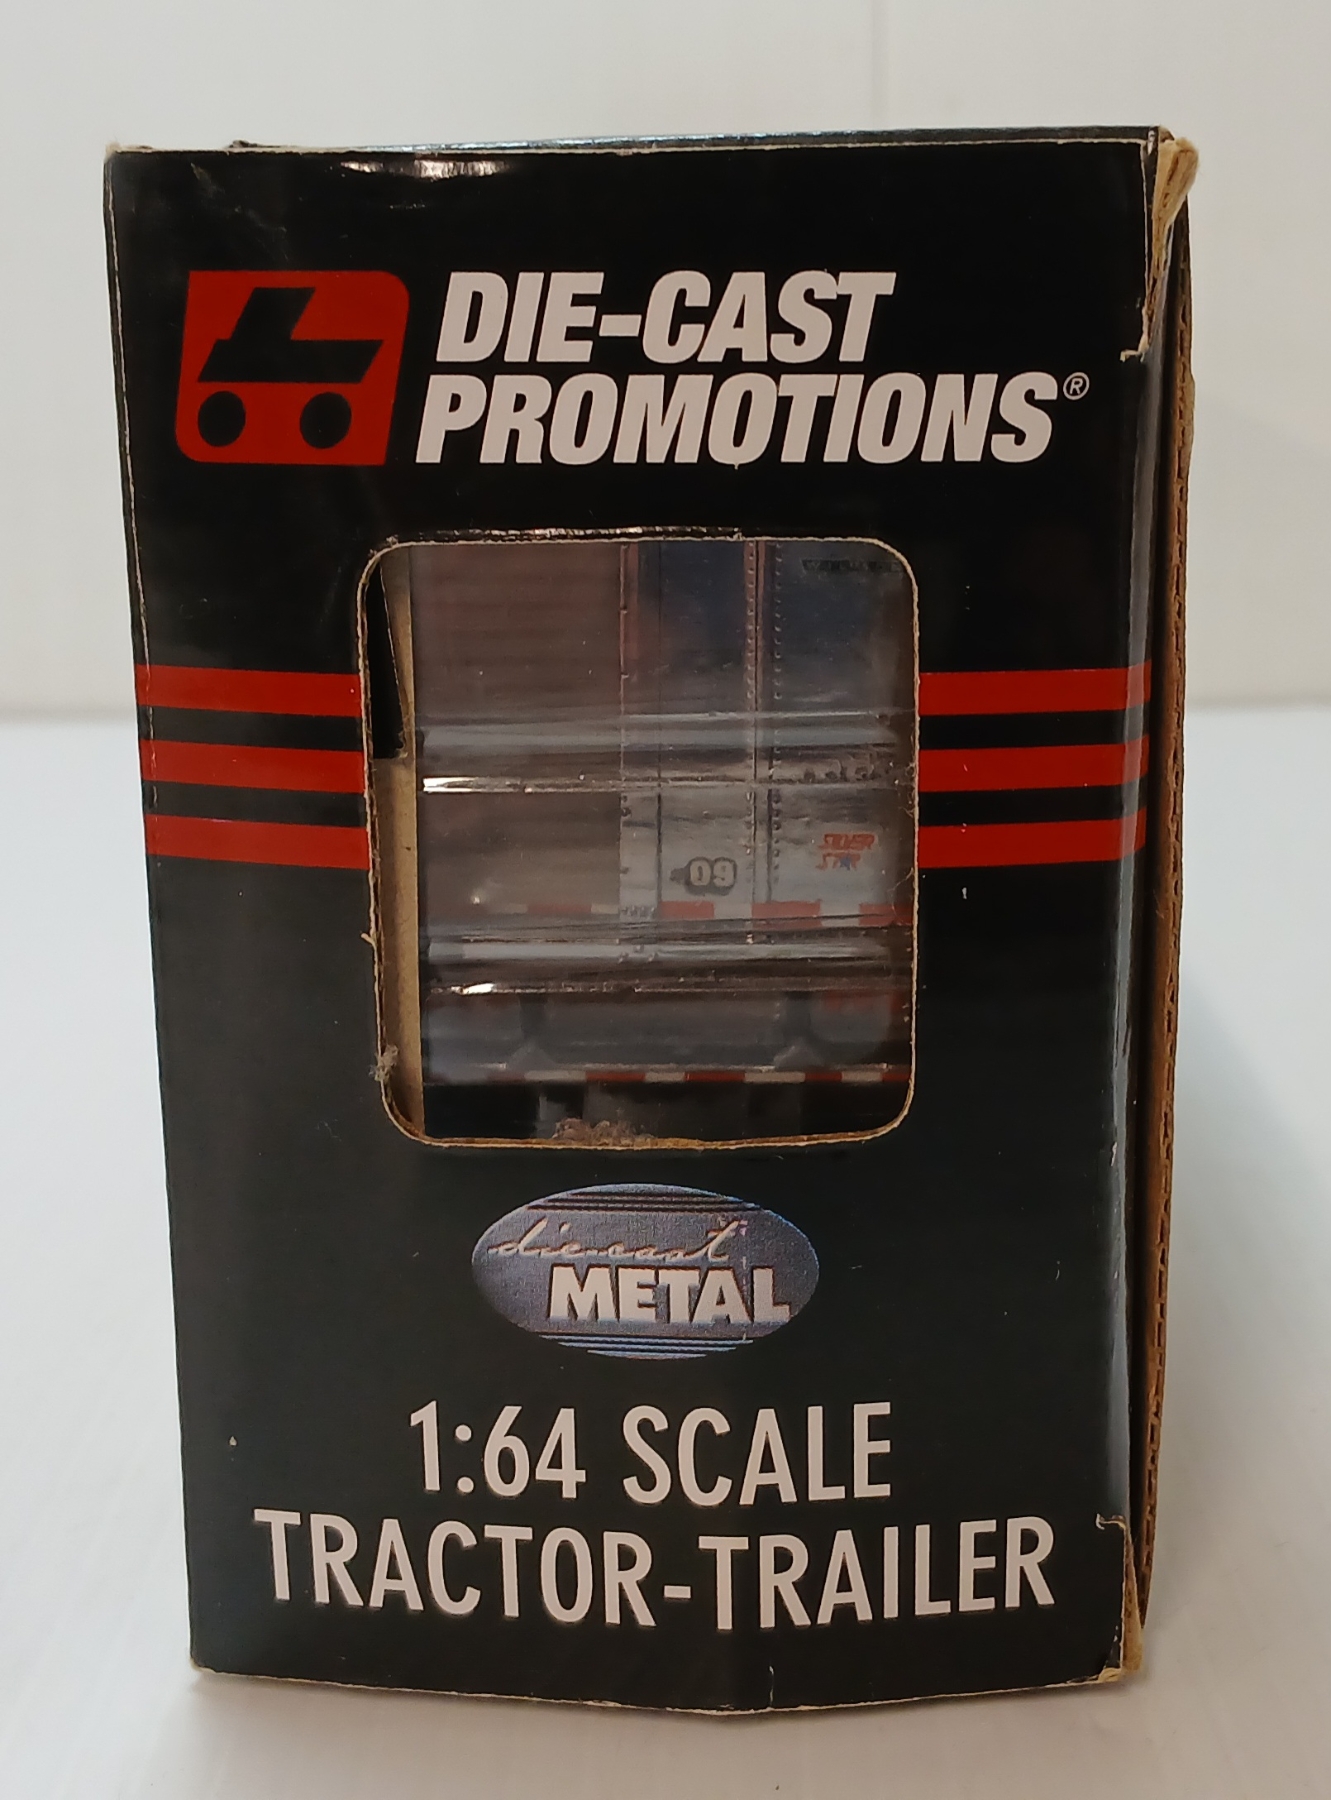 DIE-CAST
PROMOTIONS®
09
SILVER
STAR
die-cast
METAL
1:64 SCALE
TRACTOR-TRAILER